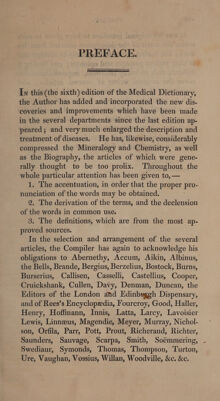 PREFACE.
In this (the sixth) edition of the Medical Dictionary,
the Author has added and incorporated the new dis-
coveries and improvements which have been made
in the several departments since the last edition ap-
peared; and very much enlarged the description and
treatment of diseases. He has, likewise, considerably
compressed the Mineralogy and Chemistry, as well
as the Biography, the articles of which were gene-
rally thought to be too prolix. Throughout the
whole particular attention has been given to,—
1. The accentuation, in order that the proper pro-
nunciation of the words may be obtained.
2. The derivation of the terms, and the declension
of the words in common use.
3. The definitions, which are from the most ap-
proved sources.
In the selection and arrangement of the several
articles, the Compiler has again to acknowledge his
obligations to Abernethy, Accum, Aikin, Albinus,
the Bells, Brande, Bergius, Berzelius, Bostock, Burns,
Burserius, Callisen, Casselli, Castellius, Cooper,
Cruickshank, Cullen, Davy, Denman, Duncan, the
Editors of the London and Edinburgh Dispensary,
and of Rees's Encyclopædia, Fourcroy, Good, Haller,
Henry, Hoffmann, Innis, Latta, Larcy, Lavoisier
Lewis, Linnæus, Magendie, Meyer, Murray, Nichol-
son, Orfila, Parr, Pott, Prout, Richerand, Richter,
Saunders, Sauvage, Scarpa, Smith, Soëmmering,
Swediaur, Symonds, Thomas, Thompson, Turton,
Ure, Vaughan, Vossius, Willan, Woodville, &c. &c.